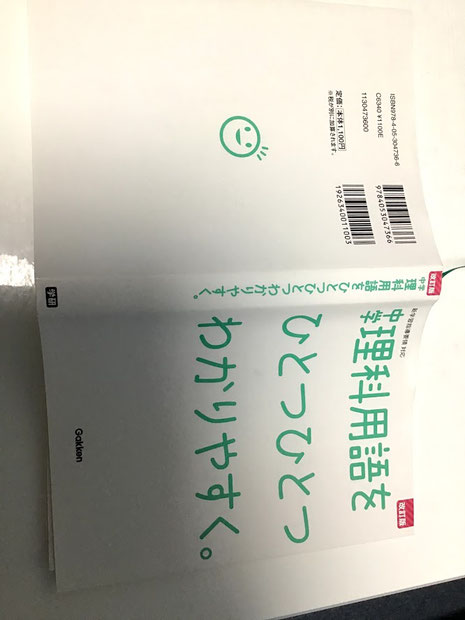 ISBN978-4-05-304736-6
C6340 ¥1100E
1130473600
定価:本体1,100円
※税が別に加算されます。
9784053047366
1926340011003
改訂版
中学
理科用語をひとつひとつわかりやすく。
学研
新学習指導要領 対応
改訂版
中学
理科用語を
ひとつひとつ
わかりやすく。
Gakken